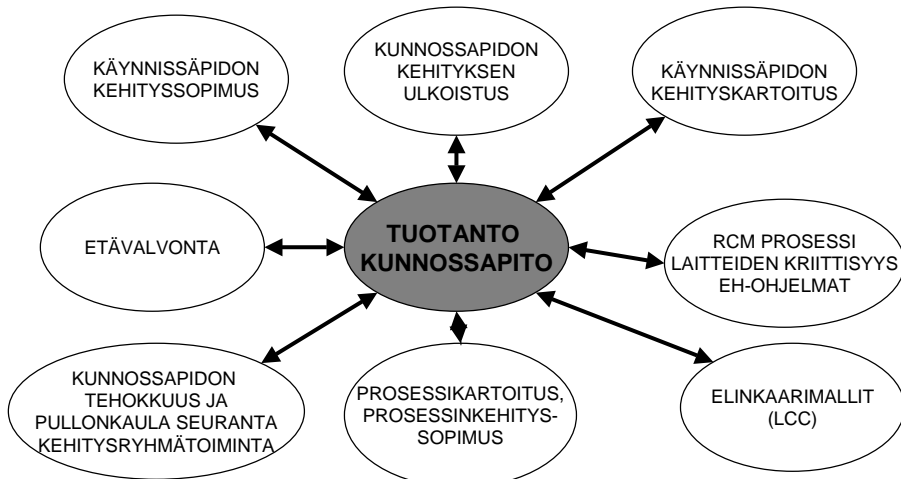 KÄYNNISSÄPIDON
KEHITYSSOPIMUS
KUNNOSSAPIDON
KEHITYKSEN
ULKOISTUS
KÄYNNISSÄPIDON
KEHITYSKARTOITUS
ETÄVALVONTA
TUOTANTO
KUNNOSSAPITO
RCM PROSESSI
LAITTEIDEN KRIITTISYYS
EH-OHJELMAT
KUNNOSSAPIDON
TEHOKKUUS JA
PULLONKAULA SEURANTA
KEHITYSRYHMÄTOIMINTA
PROSESSIKARTOITUS,
PROSESSINKEHITYS-
SOPIMUS
ELINKAARIMALLIT
(LCC)